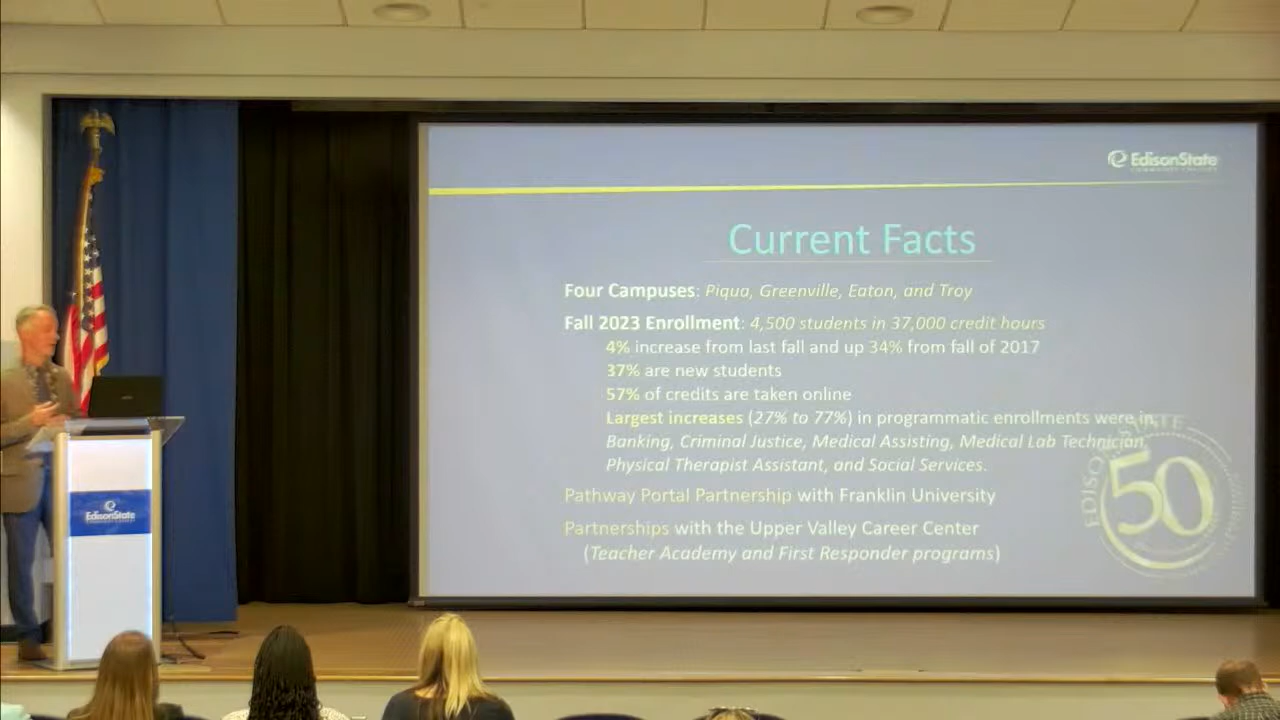 EdisonState
COMMUNITY COLLEGE
Current Facts
Four Campuses: Piqua, Greenville, Eaton, and Troy
Fall 2023 Enrollment: 4,500 students in 37,000 credit hours
4% increase from last fall and up 34% from fall of 2017
37% are new students
57% of credits are taken online
Largest increases (27% to 77%) in programmatic enrollments were in
Banking, Criminal Justice, Medical Assisting, Medical Lab Technician,
Physical Therapist Assistant, and Social Services.
Pathway Portal Partnership with Franklin University
Partnerships with the Upper Valley Career Center
(Teacher Academy and First Responder programs)
EDISON STATE
50
EdisonState